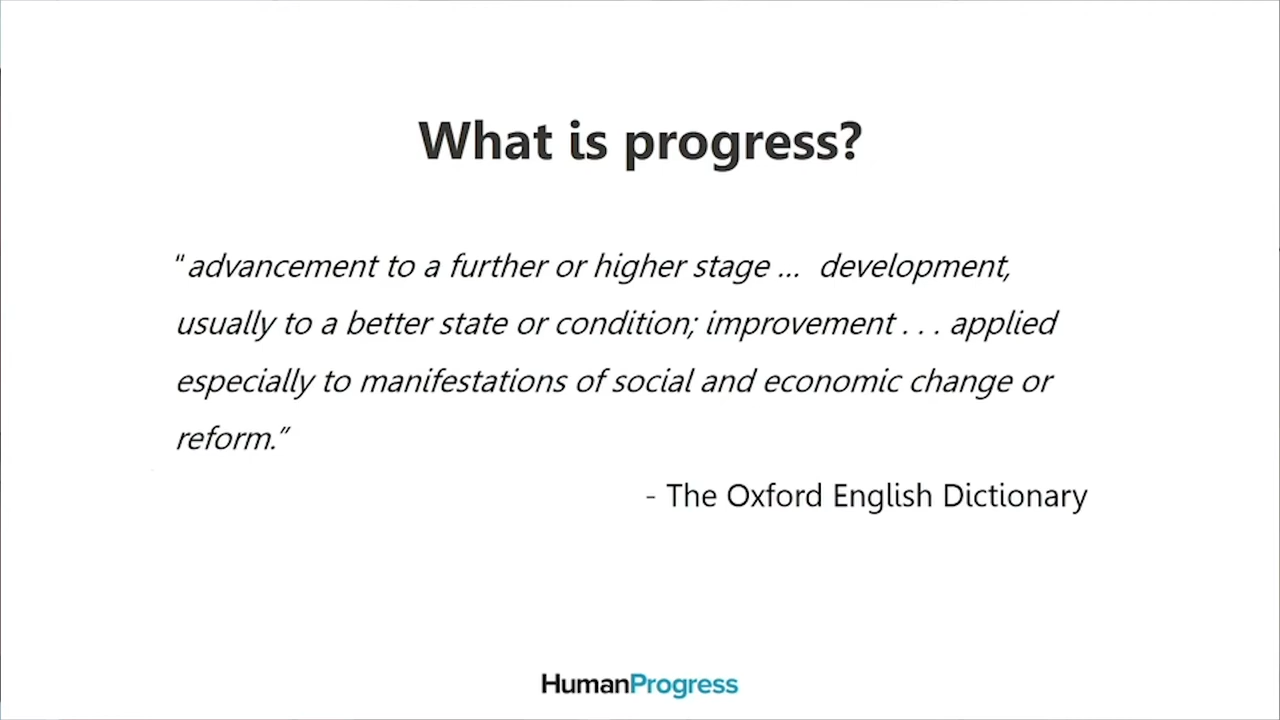 What is progress?
“advancement to a further or higher stage ... development,
usually to a better state or condition; improvement . . . applied
especially to manifestations of social and economic change or
reform.”
- The Oxford English Dictionary
HumanProgress